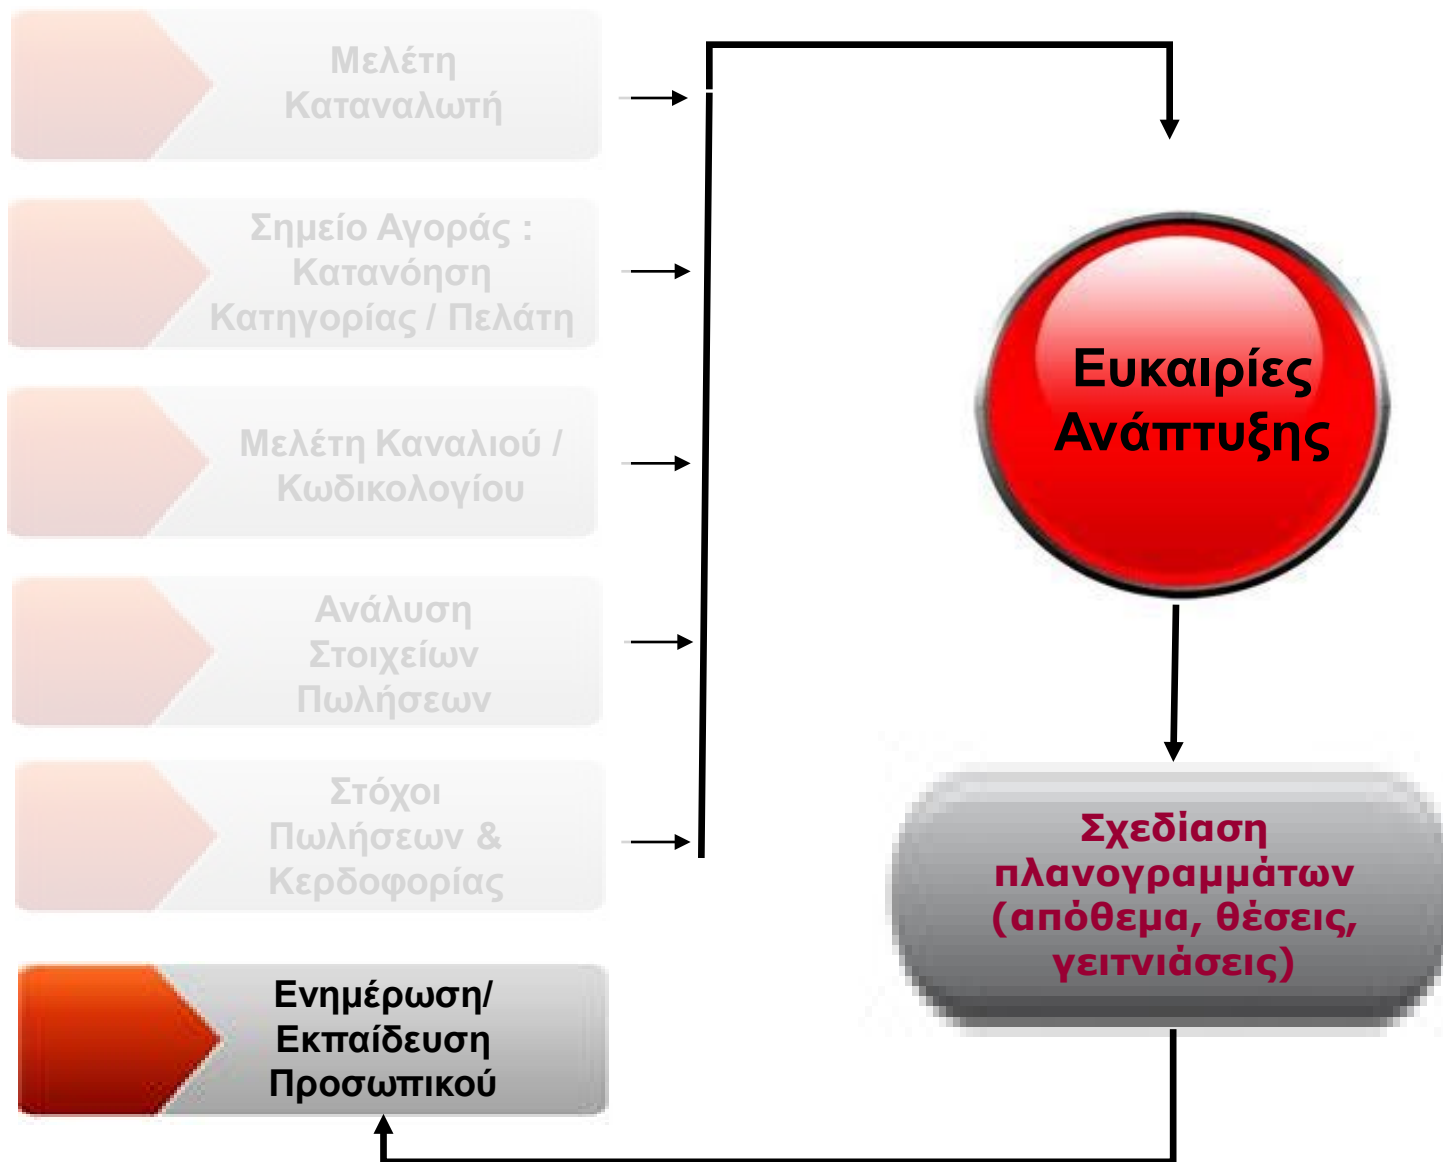 Μελέτη
Καταναλωτή
Σημείο Αγοράς :
Κατανόηση
Κατηγορίας / Πελάτη
Μελέτη Καναλιού /
Κωδικολογίου
Ανάλυση
Στοιχείων
Πωλήσεων
Στόχοι
Πωλήσεων &
Κερδοφορίας
Ενημέρωση/
Εκπαίδευση
Προσωπικού
Ευκαιρίες
Ανάπτυξης
Σχεδίαση
πλανογραμμάτων
(απόθεμα, θέσεις,
γειτνιάσεις)